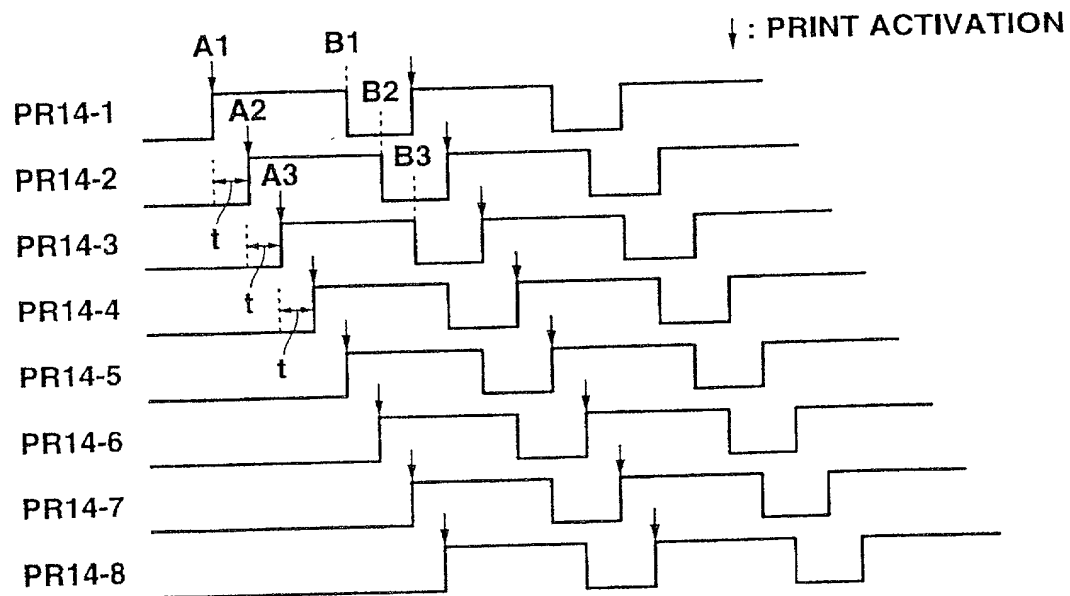 ↓ : PRINT ACTIVATION
A1 B1
PR14-1 A2 B2
PR14-2 A3 B3
t
PR14-3
t
PR14-4
t
PR14-5
PR14-6
PR14-7
PR14-8